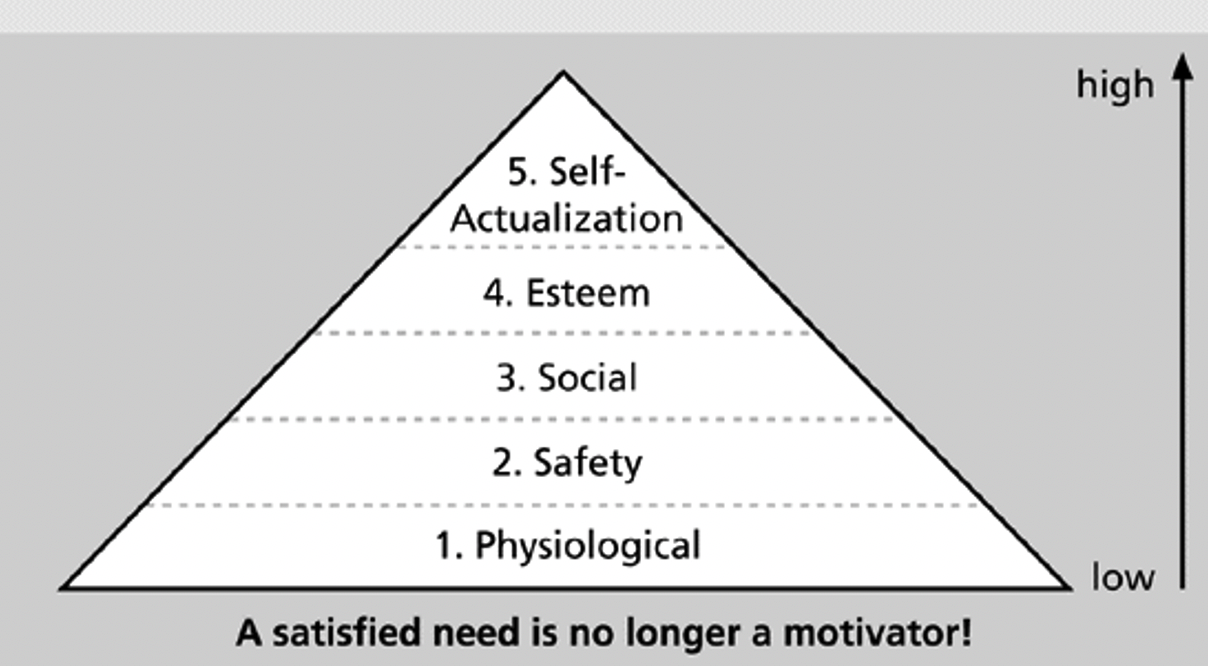 high
5. Self-
Actualization
4. Esteem
3. Social
2. Safety
1. Physiological
low
A satisfied need is no longer a motivator!